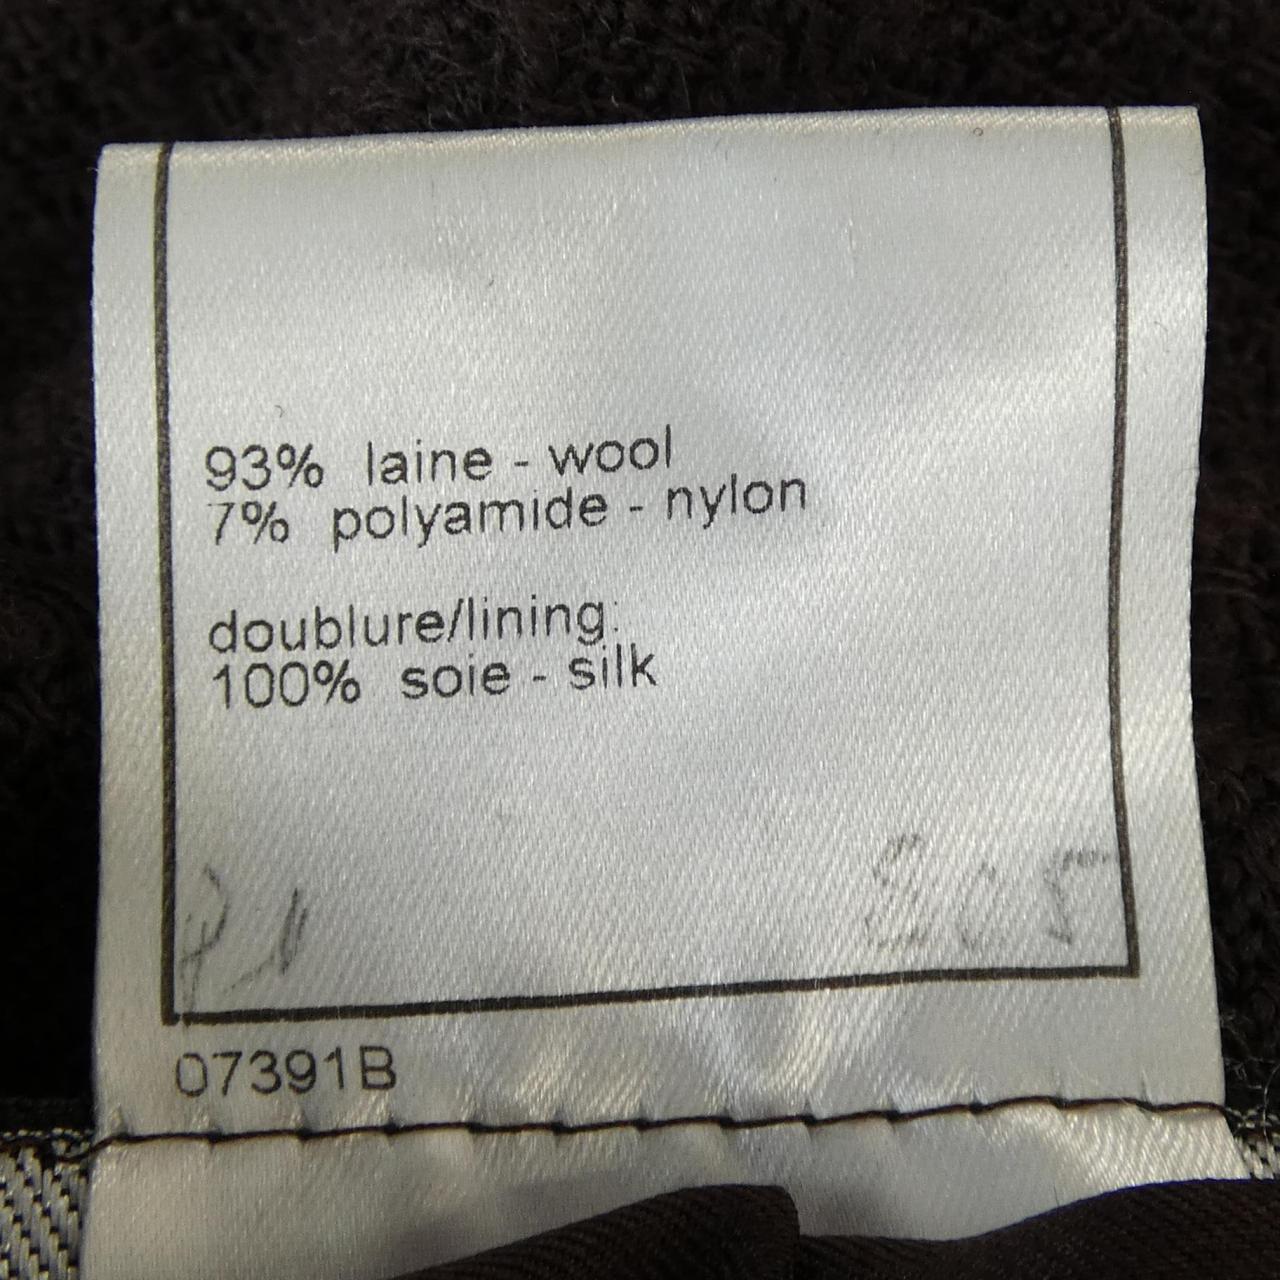 93% laine - wool
7% polyamide - nylon
doublure/lining:
100% soie - silk
07391B